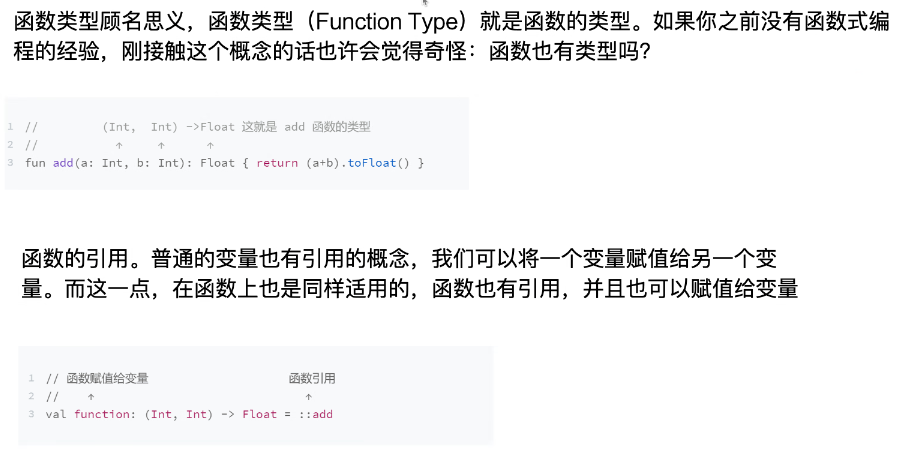 函数类型顾名思义，函数类型（Function Type）就是函数的类型。如果你之前没有函数式编
程的经验，刚接触这个概念的话也许会觉得奇怪：函数也有类型吗？
1 //         (Int,  Int) ->Float 这就是 add 函数的类型
2 //           ↑     ↑      ↑
3 fun add(a: Int, b: Int): Float { return (a+b).toFloat() }
函数的引用。普通的变量也有引用的概念，我们可以将一个变量赋值给另一个变
量。而这一点，在函数上也是同样适用的，函数也有引用，并且也可以赋值给变量
1 // 函数赋值给变量                    函数引用
2 //    ↑                              ↑
3 val function: (Int, Int) -> Float = ::add